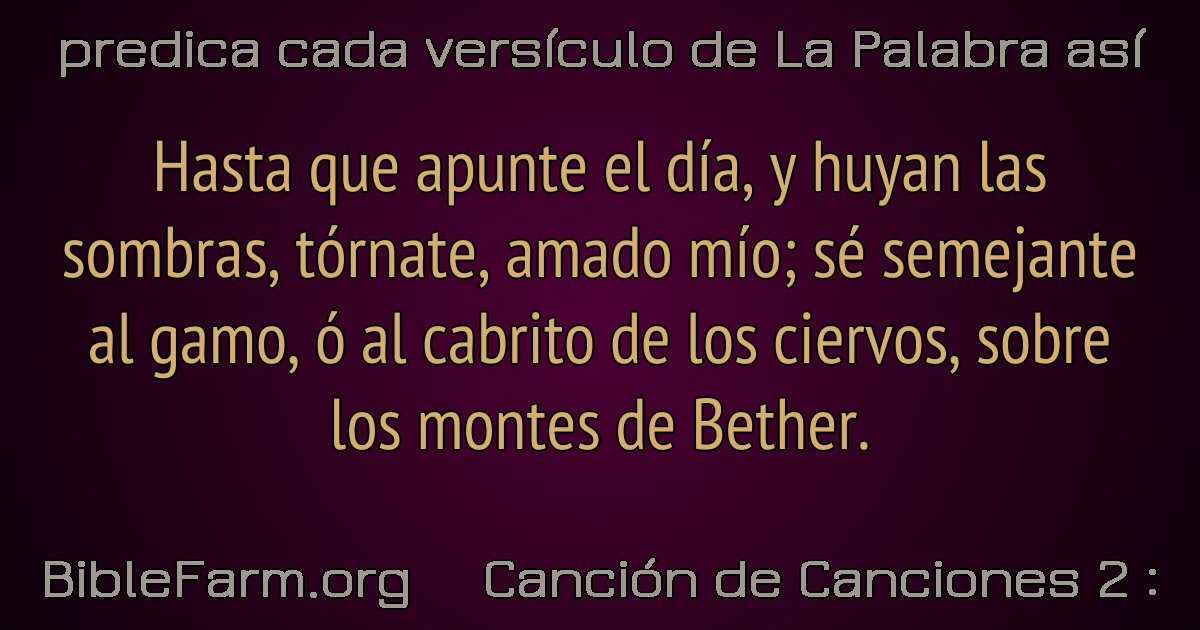 predica cada versículo de La Palabra así
Hasta que apunte el día, y huyan las
sombras, tórnate, amado mío; sé semejante
al gamo, ó al cabrito de los ciervos, sobre
los montes de Bether.
BibleFarm.org Canción de Canciones 2 :